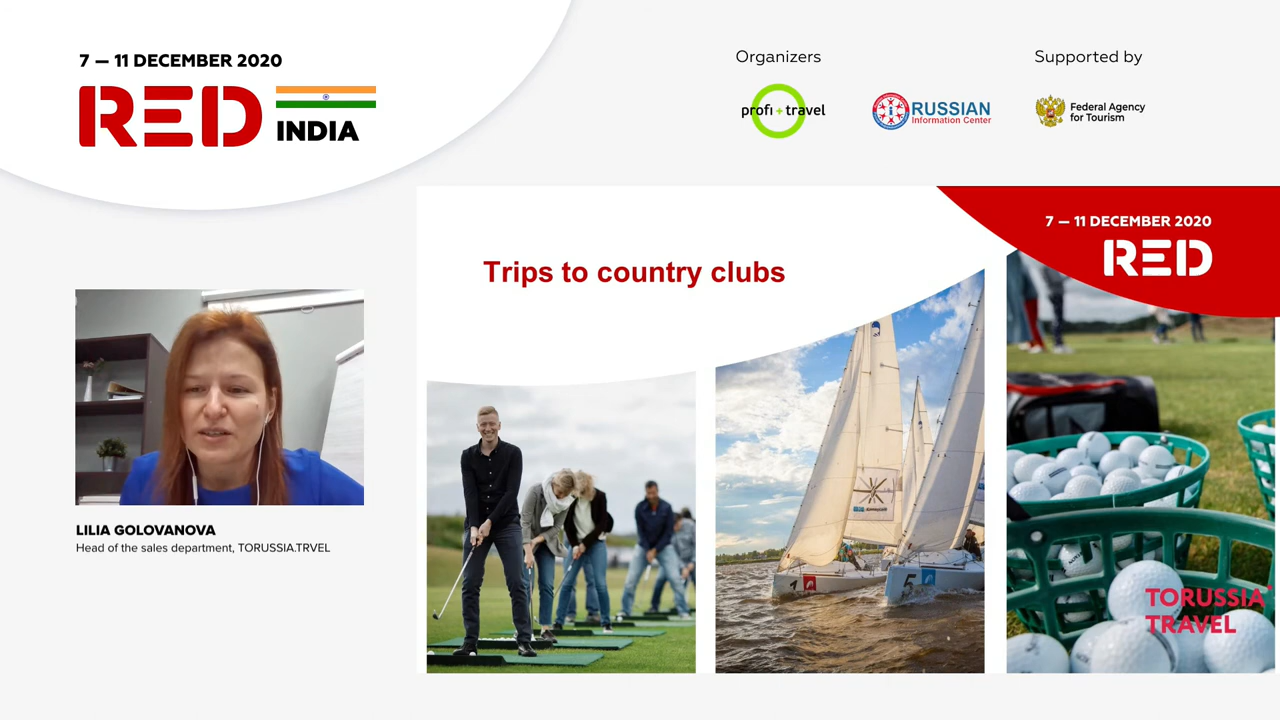 7 — 11 DECEMBER 2020
RED
INDIA
Organizers
Supported by
profi + travel
RUSSIAN
Information Center
Federal Agency
for Tourism
Trips to country clubs
7 — 11 DECEMBER 2020
RED
1
5
TORUSSIA
TRAVEL
LILIA GOLOVANOVA
Head of the sales department, TORUSSIA.TRVEL